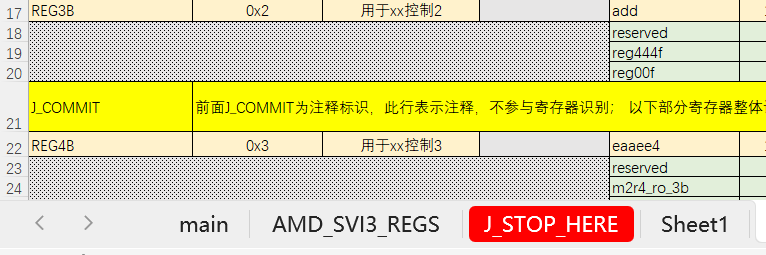 17 REG3B 0x2 用于xx控制2 add
18 reserved
19 reg444f
20 reg00f
21 J_COMMIT 前面J_COMMIT为注释标识，此行表示注释，不参与寄存器识别； 以下部分寄存器整体
22 REG4B 0x3 用于xx控制3 eaaee4
23 reserved
24 m2r4_ro_3b
main AMD_SVI3_REGS J_STOP_HERE Sheet1